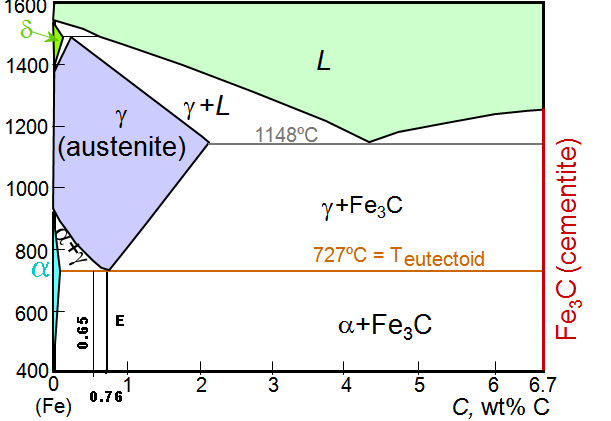 1600
δ
L
1400
γ+L
γ
(austenite)
1200
1148ºC
1000
γ+Fe₃C
α+γ
800
727ºC = T eutectoid
α
Fe₃C (cementite)
600
0.65
E
α+Fe₃C
400
0 1 2 3 4 5 6 6.7
(Fe)
0.76
C, wt% C